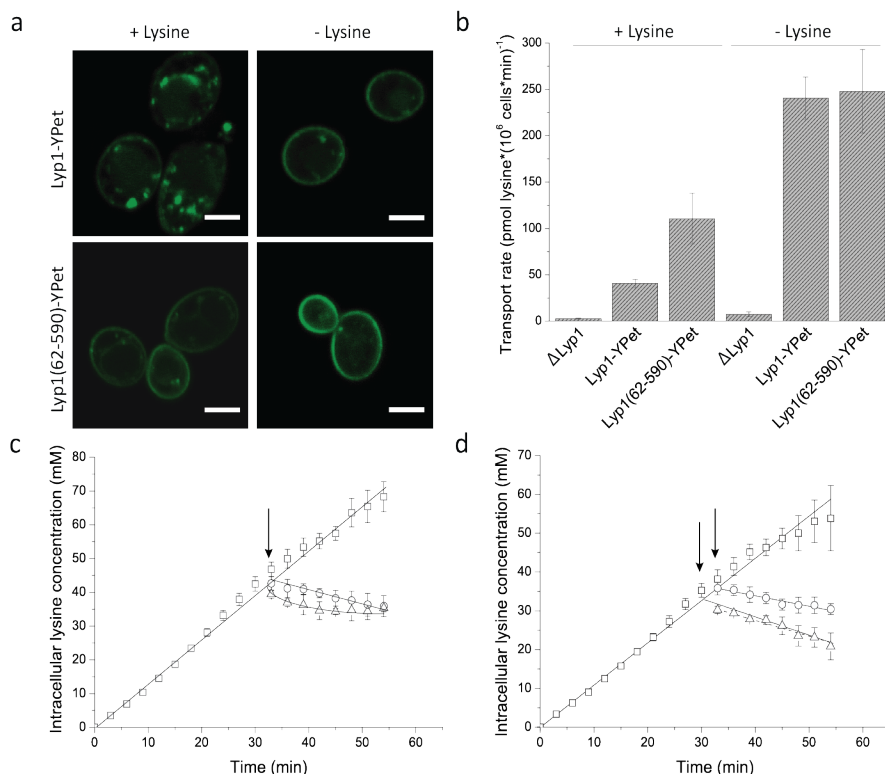 a
+ Lysine
- Lysine
Lyp1-YPet
Lyp1(62-590)-YPet
b
+ Lysine
- Lysine
Transport rate (pmol lysine*(10⁶ cells*min)⁻¹
300
250
200
150
100
50
0
ΔLyp1
Lyp1-YPet
Lyp1(62-590)-YPet
ΔLyp1
Lyp1-YPet
Lyp1(62-590)-YPet
c
Intracellular lysine concentration (mM)
80
70
60
50
40
30
20
10
0
0 10 20 30 40 50 60
Time (min)
d
Intracellular lysine concentration (mM)
70
60
50
40
30
20
10
0
0 10 20 30 40 50 60
Time (min)